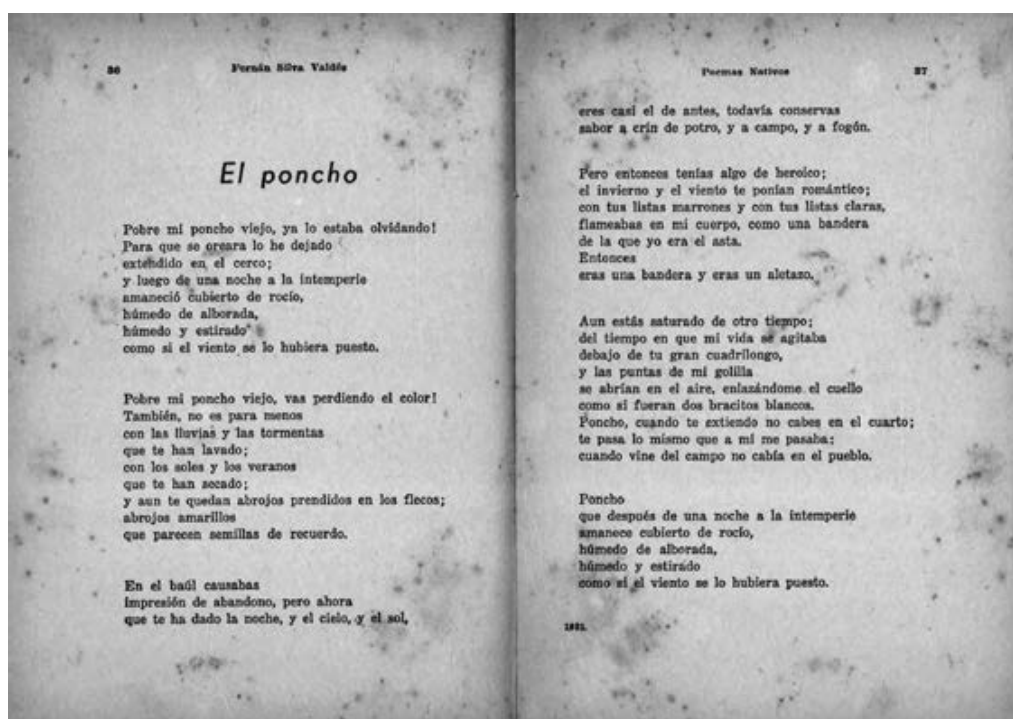 36
Fernán Silva Valdés
El poncho
Pobre mi poncho viejo, ya lo estaba olvidando!
Para que se oreara lo he dejado
extendido en el cerco;
y luego de una noche a la intemperie
amaneció cubierto de rocío,
húmedo de alborada,
húmedo y estirado
como si el viento se lo hubiera puesto.
Pobre mi poncho viejo, vas perdiendo el color!
También, no es para menos
con las lluvias y las tormentas
que te han lavado;
con los soles y los veranos
que te han secado;
y aun te quedan abrojos prendidos en los flecos;
abrojos amarillos
que parecen semillas de recuerdo.
En el baúl causabas
impresión de abandono, pero ahora
que te ha dado la noche, y el cielo, y el sol,
Poemas Nativos
37
eres casi el de antes, todavía conservas
sabor a crin de potro, y a campo, y a fogón.
Pero entonces tenías algo de heroico;
el invierno y el viento te ponían romántico;
con tus listas marrones y con tus listas claras,
flameabas en mi cuerpo, como una bandera
de la que yo era el asta.
Entonces
eras una bandera y eras un aletazo.
Aun estás saturado de otro tiempo;
del tiempo en que mi vida se agitaba
debajo de tu gran cuadrilongo,
y las puntas de mi golilla
se abrían en el aire, enlazándome el cuello
como si fueran dos bracitos blancos.
Poncho, cuando te extiendo no cabes en el cuarto;
te pasa lo mismo que a mí me pasaba:
cuando vine del campo no cabía en el pueblo.
Poncho
que después de una noche a la intemperie
amanece cubierto de rocío,
húmedo de alborada,
húmedo y estirado
como si el viento se lo hubiera puesto.